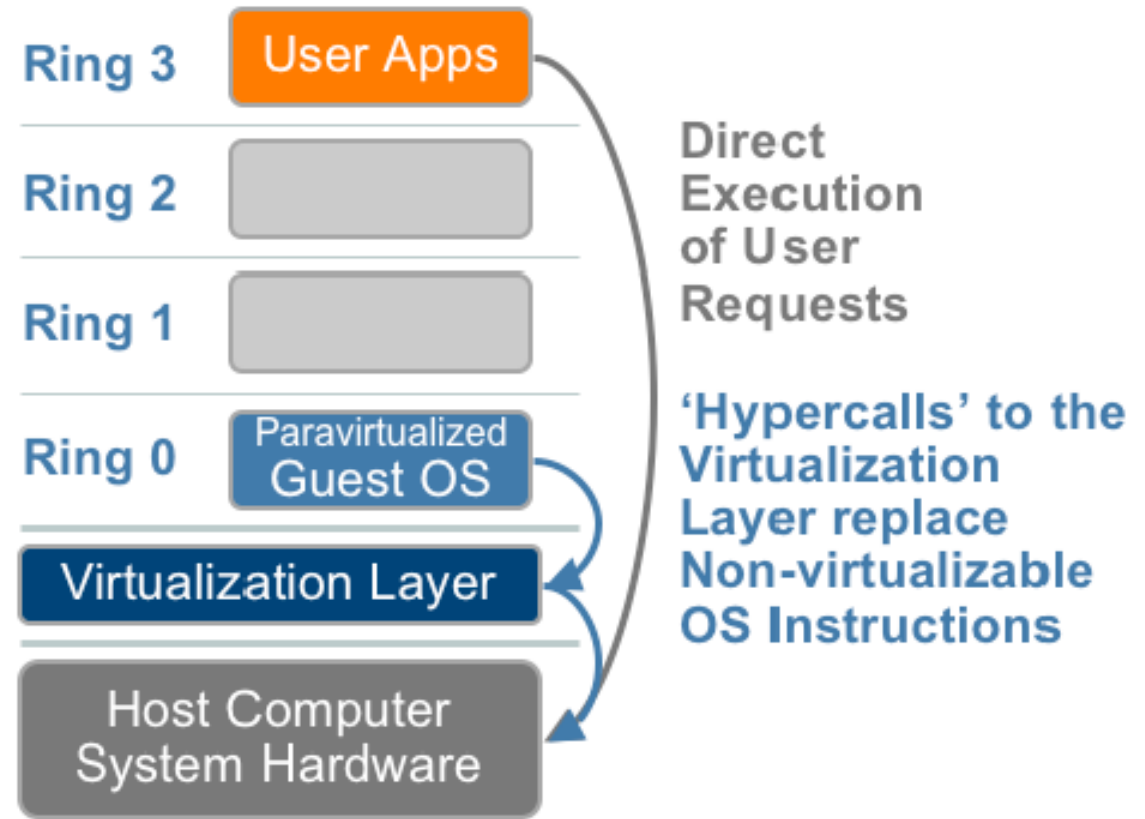 Ring 3
User Apps
Ring 2
Ring 1
Ring 0
Paravirtualized
Guest OS
Virtualization Layer
Host Computer
System Hardware
Direct
Execution
of User
Requests
‘Hypercalls’ to the
Virtualization
Layer replace
Non-virtualizable
OS Instructions